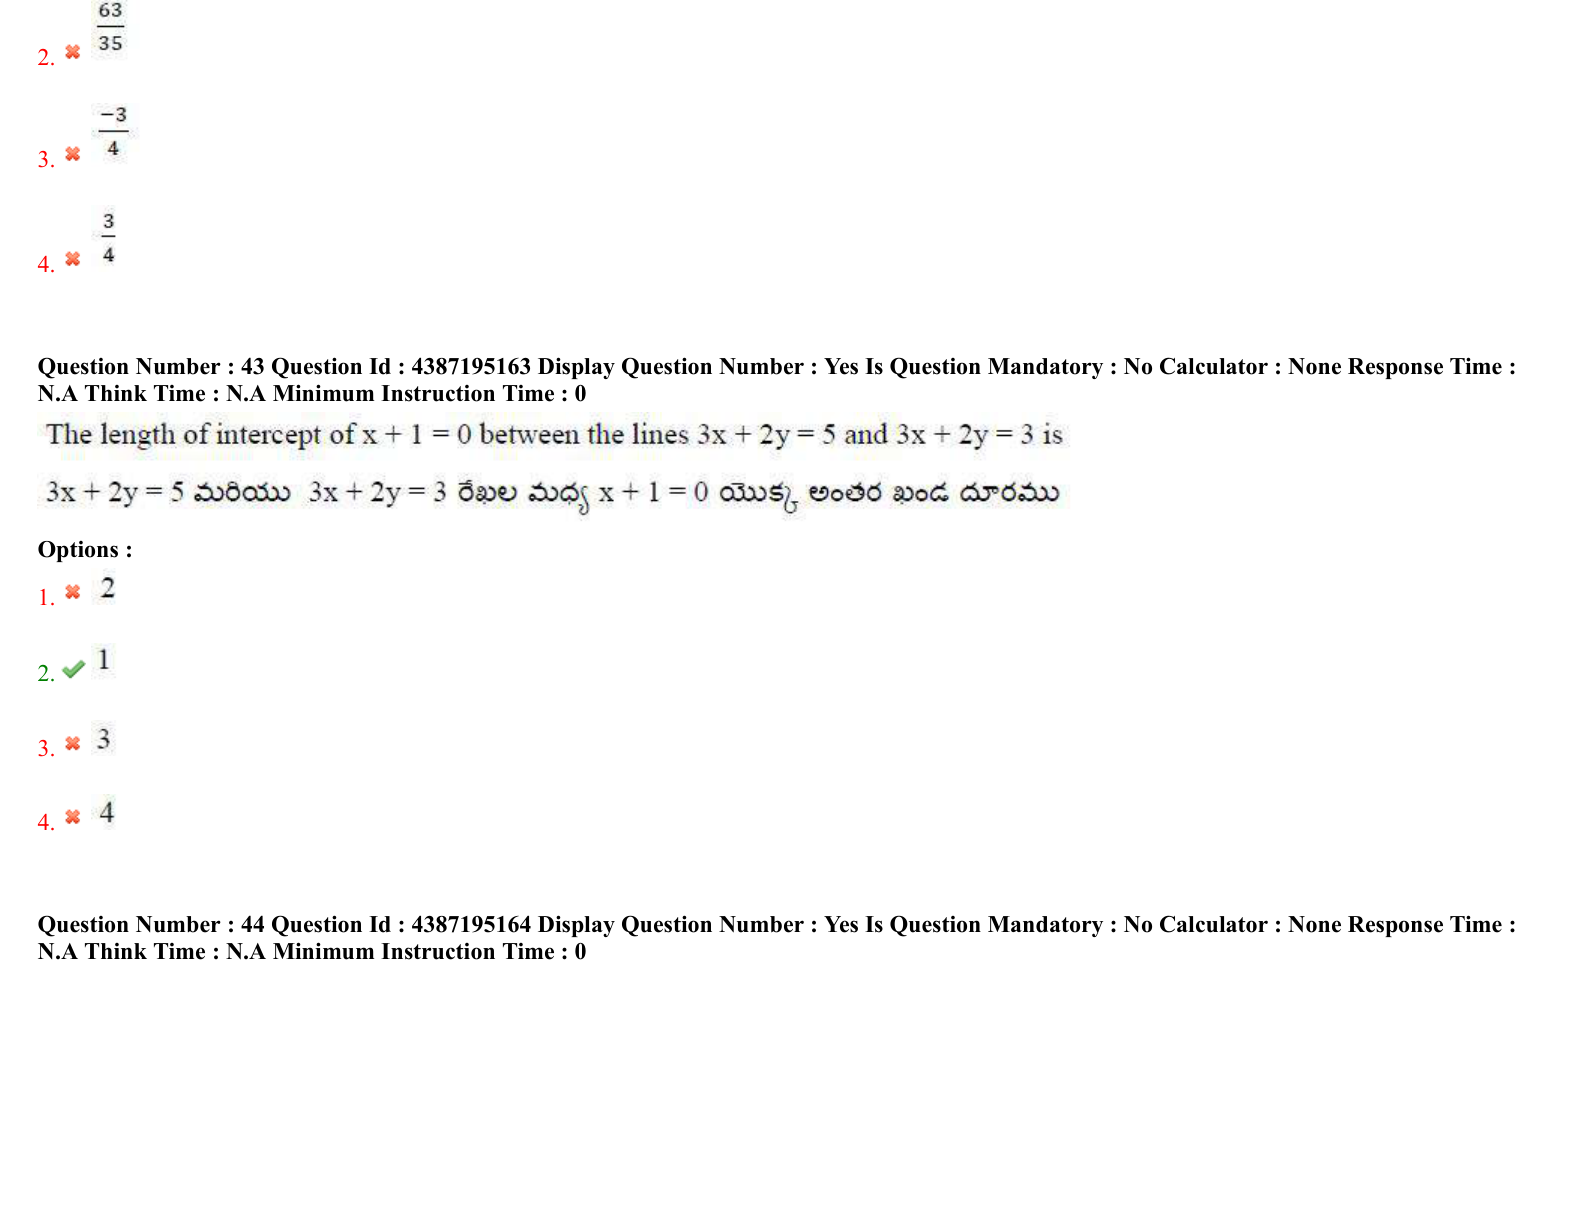 63
35
2.
-3
4
3.
3
4
4.
Question Number : 43 Question Id : 4387195163 Display Question Number : Yes Is Question Mandatory : No Calculator : None Response Time :
N.A Think Time : N.A Minimum Instruction Time : 0
The length of intercept of x + 1 = 0 between the lines 3x + 2y = 5 and 3x + 2y = 3 is
3x + 2y = 5 మరియు 3x + 2y = 3 రేఖల మధ్య x + 1 = 0 యొక్క అంతర ఖండ దూరము
Options :
1. 2
2. 1
3. 3
4. 4
Question Number : 44 Question Id : 4387195164 Display Question Number : Yes Is Question Mandatory : No Calculator : None Response Time :
N.A Think Time : N.A Minimum Instruction Time : 0